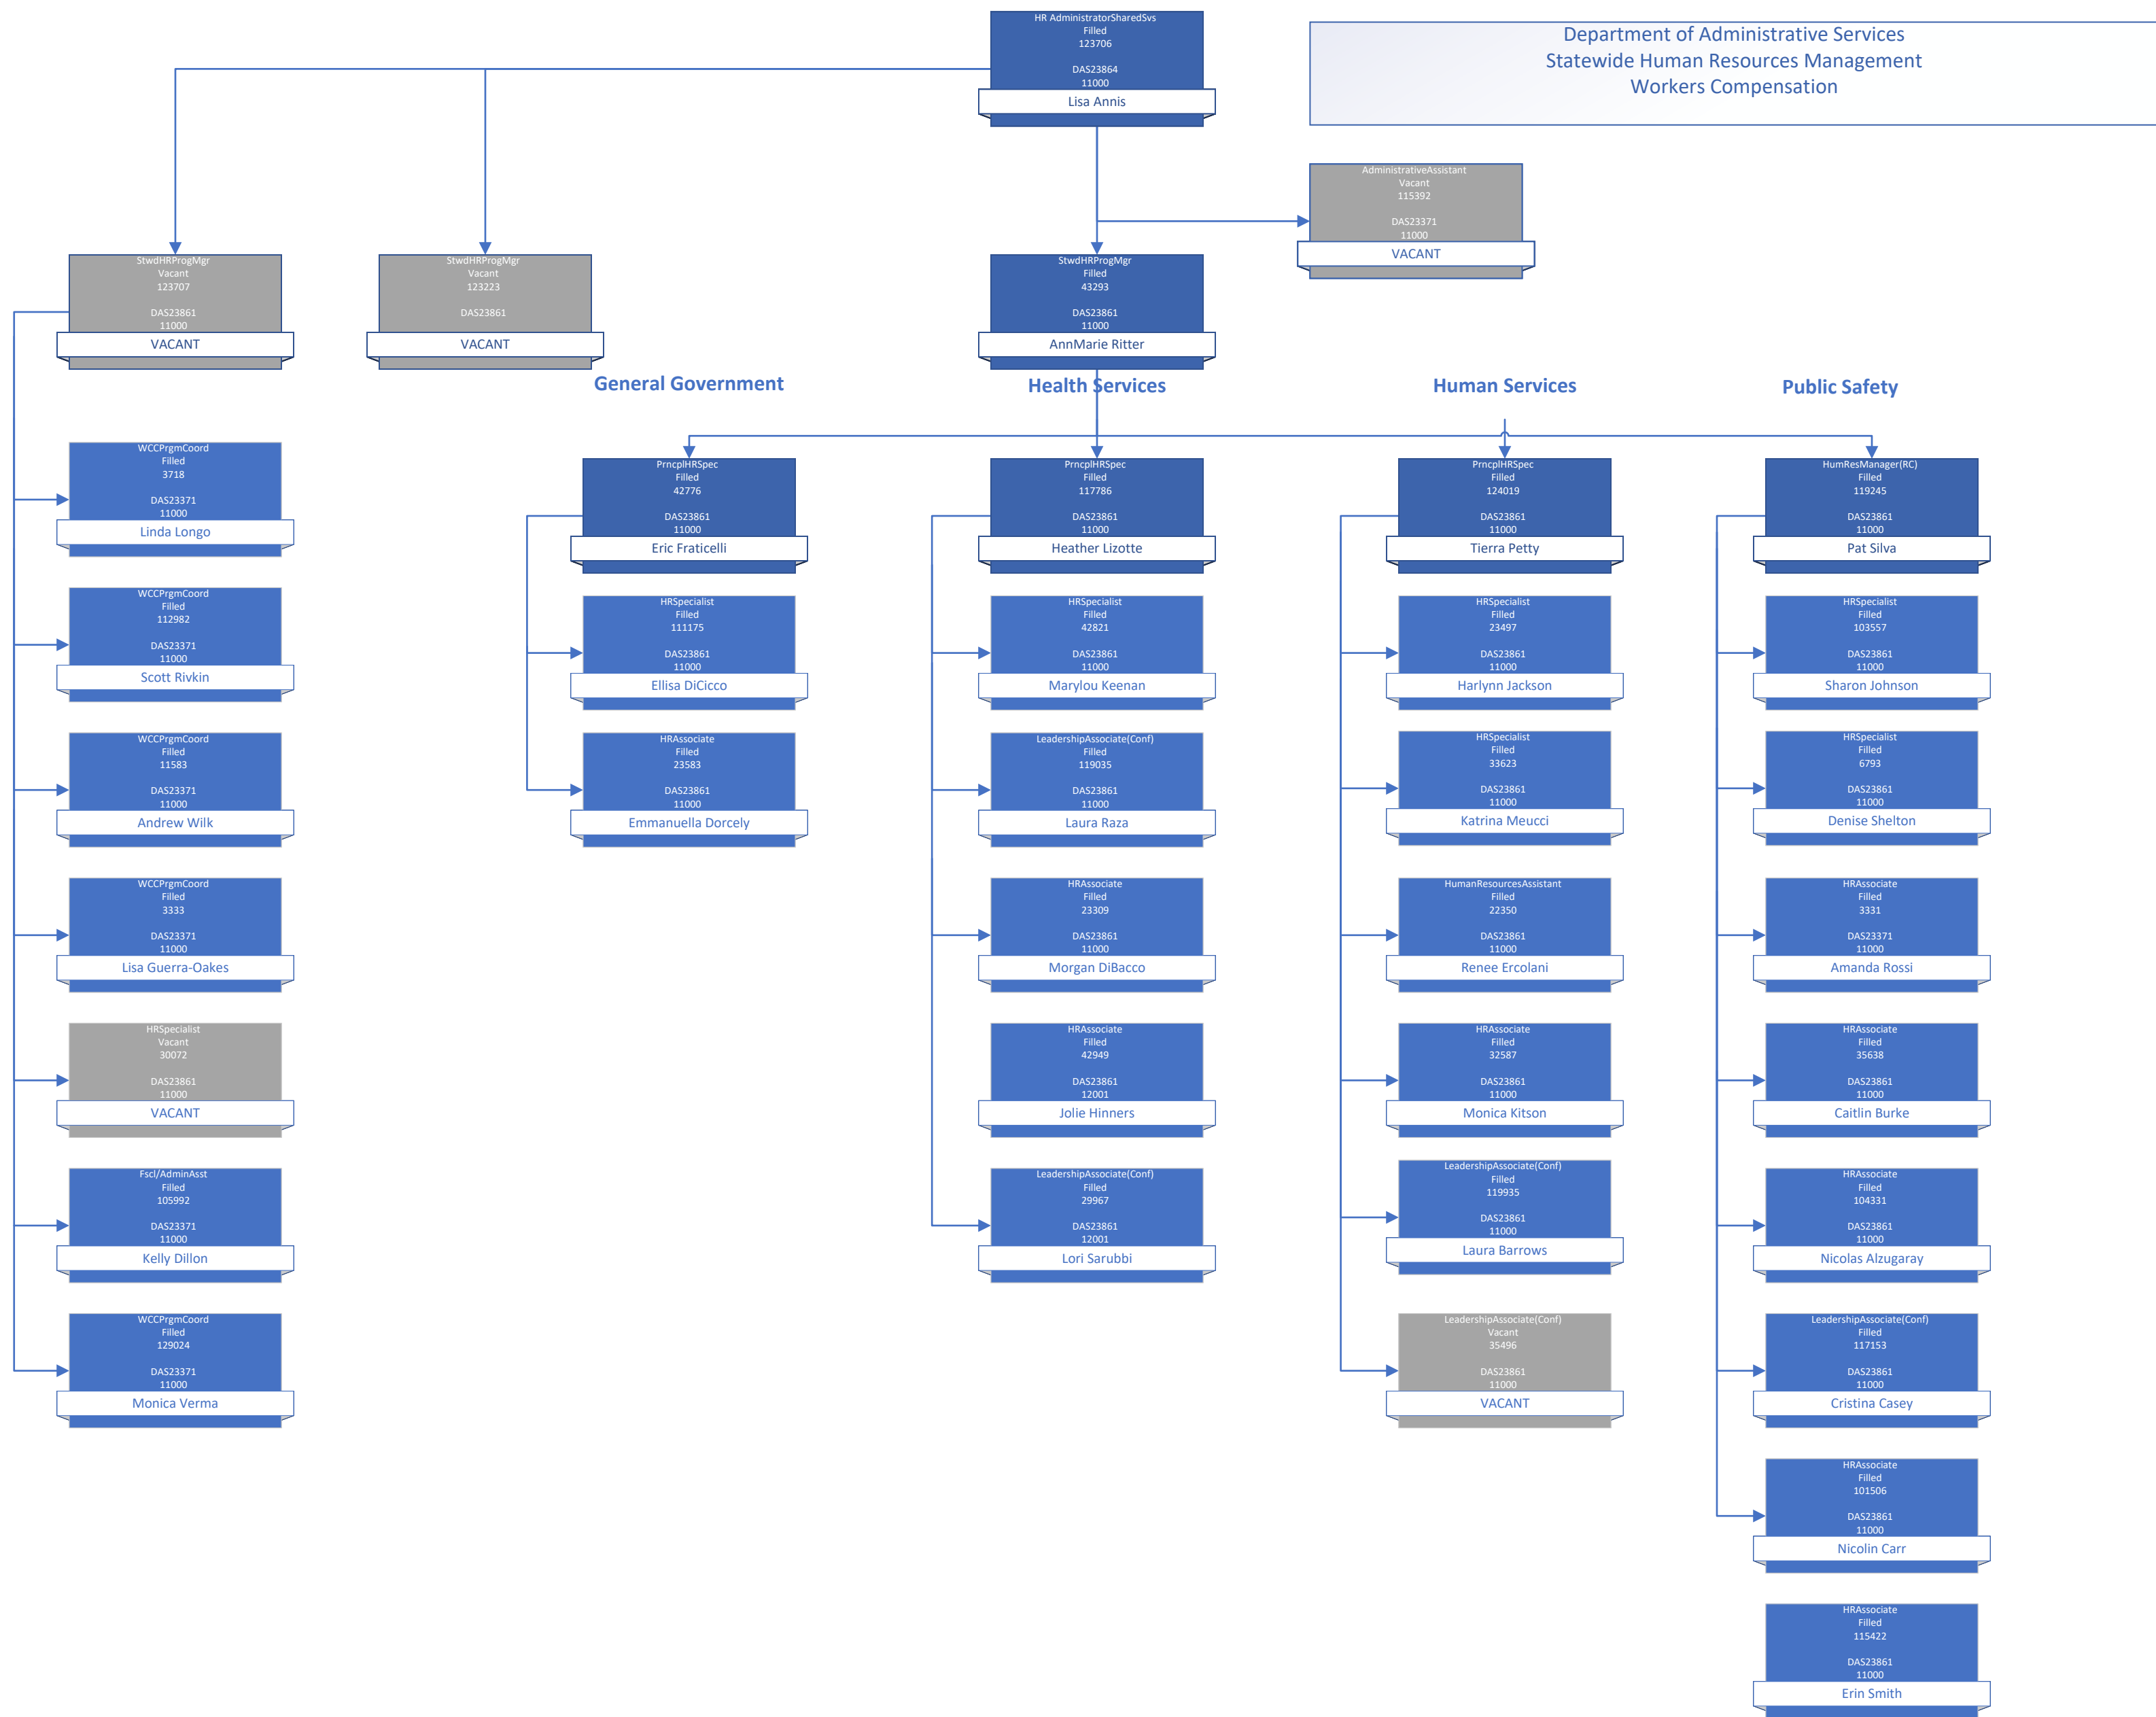 HR AdministratorSharedSvs
Filled
123706
DAS23864
11000
Lisa Annis
Department of Administrative Services
Statewide Human Resources Management
Workers Compensation
AdministrativeAssistant
Vacant
115392
DAS23371
11000
VACANT
StwdHRProgMgr
Vacant
123707
DAS23861
11000
VACANT
StwdHRProgMgr
Vacant
123223
DAS23861
VACANT
StwdHRProgMgr
Filled
43293
DAS23861
11000
AnnMarie Ritter
General Government
Health Services
Human Services
Public Safety
WCCPrgmCoord
Filled
3718
DAS23371
11000
Linda Longo
WCCPrgmCoord
Filled
112982
DAS23371
11000
Scott Rivkin
WCCPrgmCoord
Filled
11583
DAS23371
11000
Andrew Wilk
WCCPrgmCoord
Filled
3333
DAS23371
11000
Lisa Guerra-Oakes
HRSpecialist
Vacant
30072
DAS23861
11000
VACANT
Fscl/AdminAsst
Filled
105992
DAS23371
11000
Kelly Dillon
WCCPrgmCoord
Filled
129024
DAS23371
11000
Monica Verma
PrncplHRSpec
Filled
42776
DAS23861
11000
Eric Fraticelli
HRSpecialist
Filled
111175
DAS23861
11000
Ellisa DiCicco
HRAssociate
Filled
23583
DAS23861
11000
Emmanuella Dorcely
PrncplHRSpec
Filled
117786
DAS23861
11000
Heather Lizotte
HRSpecialist
Filled
42821
DAS23861
11000
Marylou Keenan
LeadershipAssociate(Conf)
Filled
119035
DAS23861
11000
Laura Raza
HRAssociate
Filled
23309
DAS23861
11000
Morgan DiBacco
HRAssociate
Filled
42949
DAS23861
12001
Jolie Hinners
LeadershipAssociate(Conf)
Filled
29967
DAS23861
12001
Lori Sarubbi
PrncplHRSpec
Filled
124019
DAS23861
11000
Tierra Petty
HRSpecialist
Filled
23497
DAS23861
11000
Harlynn Jackson
HRSpecialist
Filled
33623
DAS23861
11000
Katrina Meucci
HumanResourcesAssistant
Filled
22350
DAS23861
11000
Renee Ercolani
HRAssociate
Filled
32587
DAS23861
11000
Monica Kitson
LeadershipAssociate(Conf)
Filled
119935
DAS23861
11000
Laura Barrows
LeadershipAssociate(Conf)
Vacant
35496
DAS23861
11000
VACANT
HumResManager(RC)
Filled
119245
DAS23861
11000
Pat Silva
HRSpecialist
Filled
103557
DAS23861
11000
Sharon Johnson
HRSpecialist
Filled
6793
DAS23861
11000
Denise Shelton
HRAssociate
Filled
3331
DAS23371
11000
Amanda Rossi
HRAssociate
Filled
35638
DAS23861
11000
Caitlin Burke
HRAssociate
Filled
104331
DAS23861
11000
Nicolas Alzugaray
LeadershipAssociate(Conf)
Filled
117153
DAS23861
11000
Cristina Casey
HRAssociate
Filled
101506
DAS23861
11000
Nicolin Carr
HRAssociate
Filled
115422
DAS23861
11000
Erin Smith